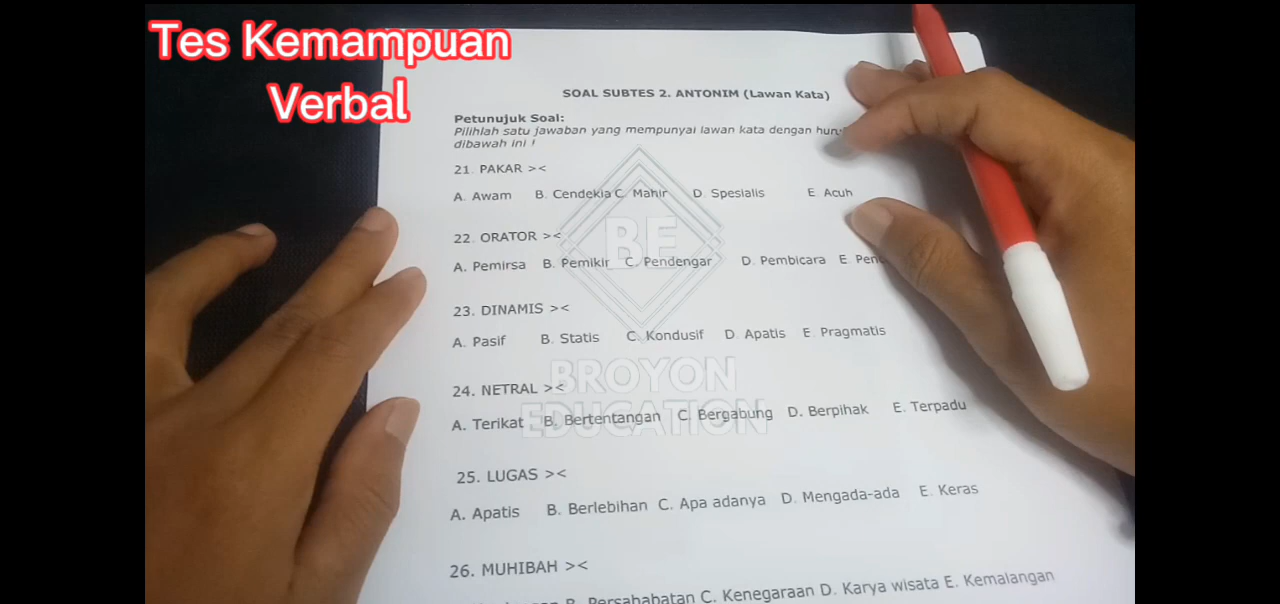 Tes Kemampuan
Verbal
SOAL SUBTES 2. ANTONIM (Lawan Kata)
Petunujuk Soal:
Pilihlah satu jawaban yang mempunyai lawan kata dengan
dibawah ini !
21. PAKAR ><
A. Awam B. Cendekia C. Mahir D. Spesialis E. Acuh
22. ORATOR ><
A. Pemirsa B. Pemikir C. Pendengar D. Pembicara E.
23. DINAMIS ><
A. Pasif B. Statis C. Kondusif D. Apatis E. Pragmatis
24. NETRAL ><
A. Terikat B. Bertentangan C. Bergabung D. Berpihak E. Terpadu
25. LUGAS ><
A. Apatis B. Berlebihan C. Apa adanya D. Mengada-ada E. Keras
26. MUHIBAH ><
B. Persahabatan C. Kenegaraan D. Karya wisata E. Kemalangan
BE
BROYON
EDUCATION